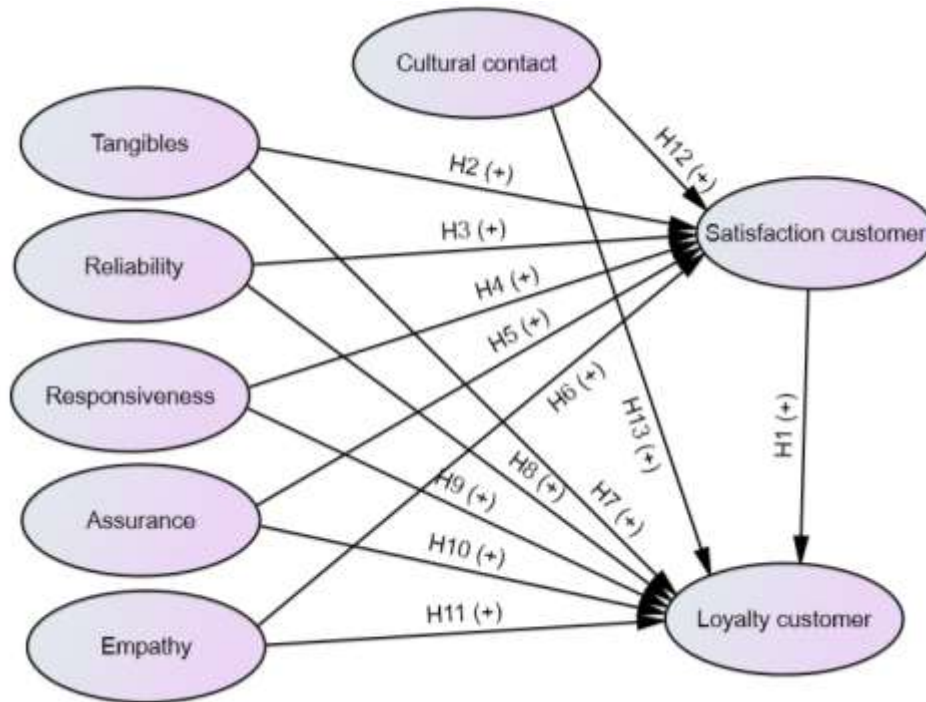 Cultural contact
Tangibles
H12 (+)
H2 (+)
Satisfaction customer
H3 (+)
Reliability
H4 (+)
H5 (+)
H6 (+)
Responsiveness
H13 (+)
H1 (+)
H8 (+)
H9 (+)
H7 (+)
Assurance
H10 (+)
H11 (+)
Loyalty customer
Empathy